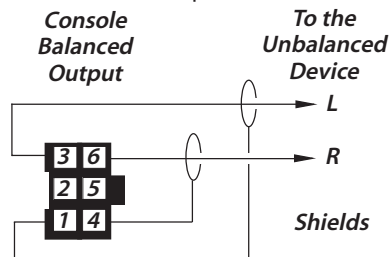 Console
Balanced
Output
To the
Unbalanced
Device
L
3 6
R
2 5
1 4
Shields